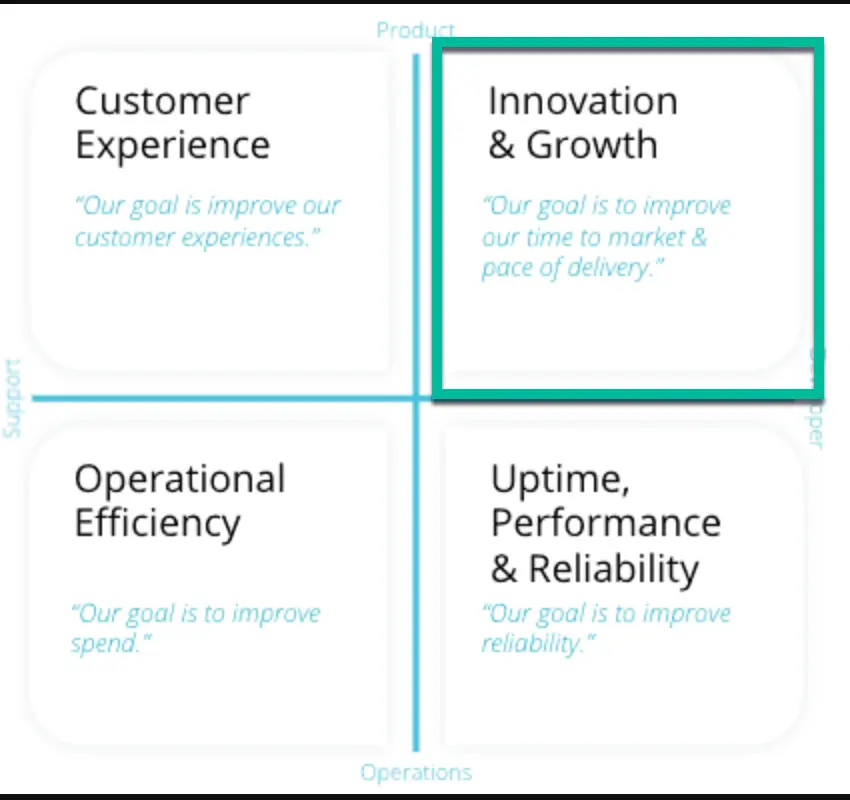 Product
Customer
Experience
“Our goal is improve our
customer experiences.”
Innovation
& Growth
“Our goal is to improve
our time to market &
pace of delivery.”
Support
Operational
Efficiency
“Our goal is to improve
spend.”
Uptime,
Performance
& Reliability
“Our goal is to improve
reliability.”
Operations